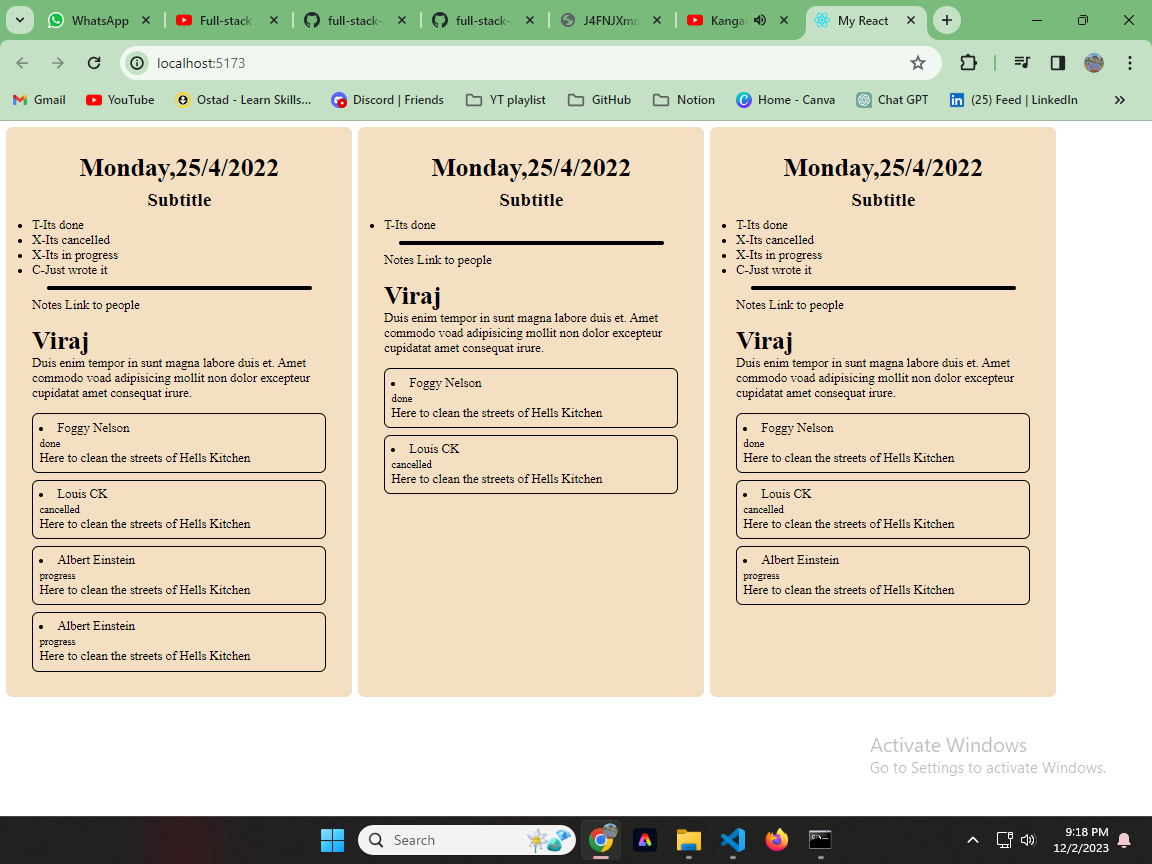 WhatsApp
Full-stack
full-stack-
full-stack-
J4FNJXm
Kanga
My React
localhost:5173
Gmail
YouTube
Ostad - Learn Skills...
Discord | Friends
YT playlist
GitHub
Notion
Home - Canva
Chat GPT
(25) Feed | LinkedIn
Monday,25/4/2022
Subtitle
T-Its done
X-Its cancelled
X-Its in progress
C-Just wrote it
Notes Link to people
Viraj
Duis enim tempor in sunt magna labore duis et. Amet
commodo voad adipisicing mollit non dolor excepteur
cupidatat amet consequat irure.
Foggy Nelson
done
Here to clean the streets of Hells Kitchen
Louis CK
cancelled
Here to clean the streets of Hells Kitchen
Albert Einstein
progress
Here to clean the streets of Hells Kitchen
Albert Einstein
progress
Here to clean the streets of Hells Kitchen
Monday,25/4/2022
Subtitle
T-Its done
Notes Link to people
Viraj
Duis enim tempor in sunt magna labore duis et. Amet
commodo voad adipisicing mollit non dolor excepteur
cupidatat amet consequat irure.
Foggy Nelson
done
Here to clean the streets of Hells Kitchen
Louis CK
cancelled
Here to clean the streets of Hells Kitchen
Monday,25/4/2022
Subtitle
T-Its done
X-Its cancelled
X-Its in progress
C-Just wrote it
Notes Link to people
Viraj
Duis enim tempor in sunt magna labore duis et. Amet
commodo voad adipisicing mollit non dolor excepteur
cupidatat amet consequat irure.
Foggy Nelson
done
Here to clean the streets of Hells Kitchen
Louis CK
cancelled
Here to clean the streets of Hells Kitchen
Albert Einstein
progress
Here to clean the streets of Hells Kitchen
Activate Windows
Go to Settings to activate Windows.
Search
9:18 PM
12/2/2023